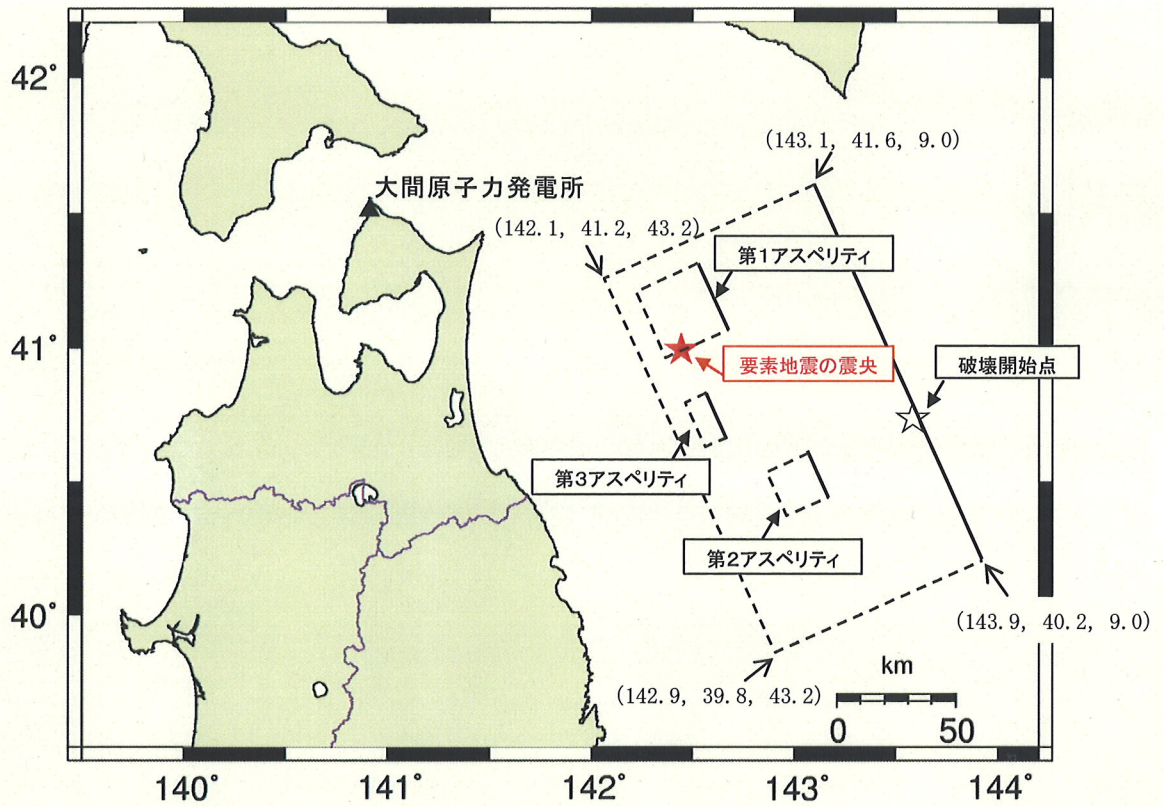 42°
(143.1, 41.6, 9.0)
大間原子力発電所
(142.1, 41.2, 43.2)
第1アスペリティ
41°
要素地震の震央
破壊開始点
第3アスペリティ
第2アスペリティ
40°
(143.9, 40.2, 9.0)
(142.9, 39.8, 43.2)
km
0 50
140° 141° 142° 143° 144°